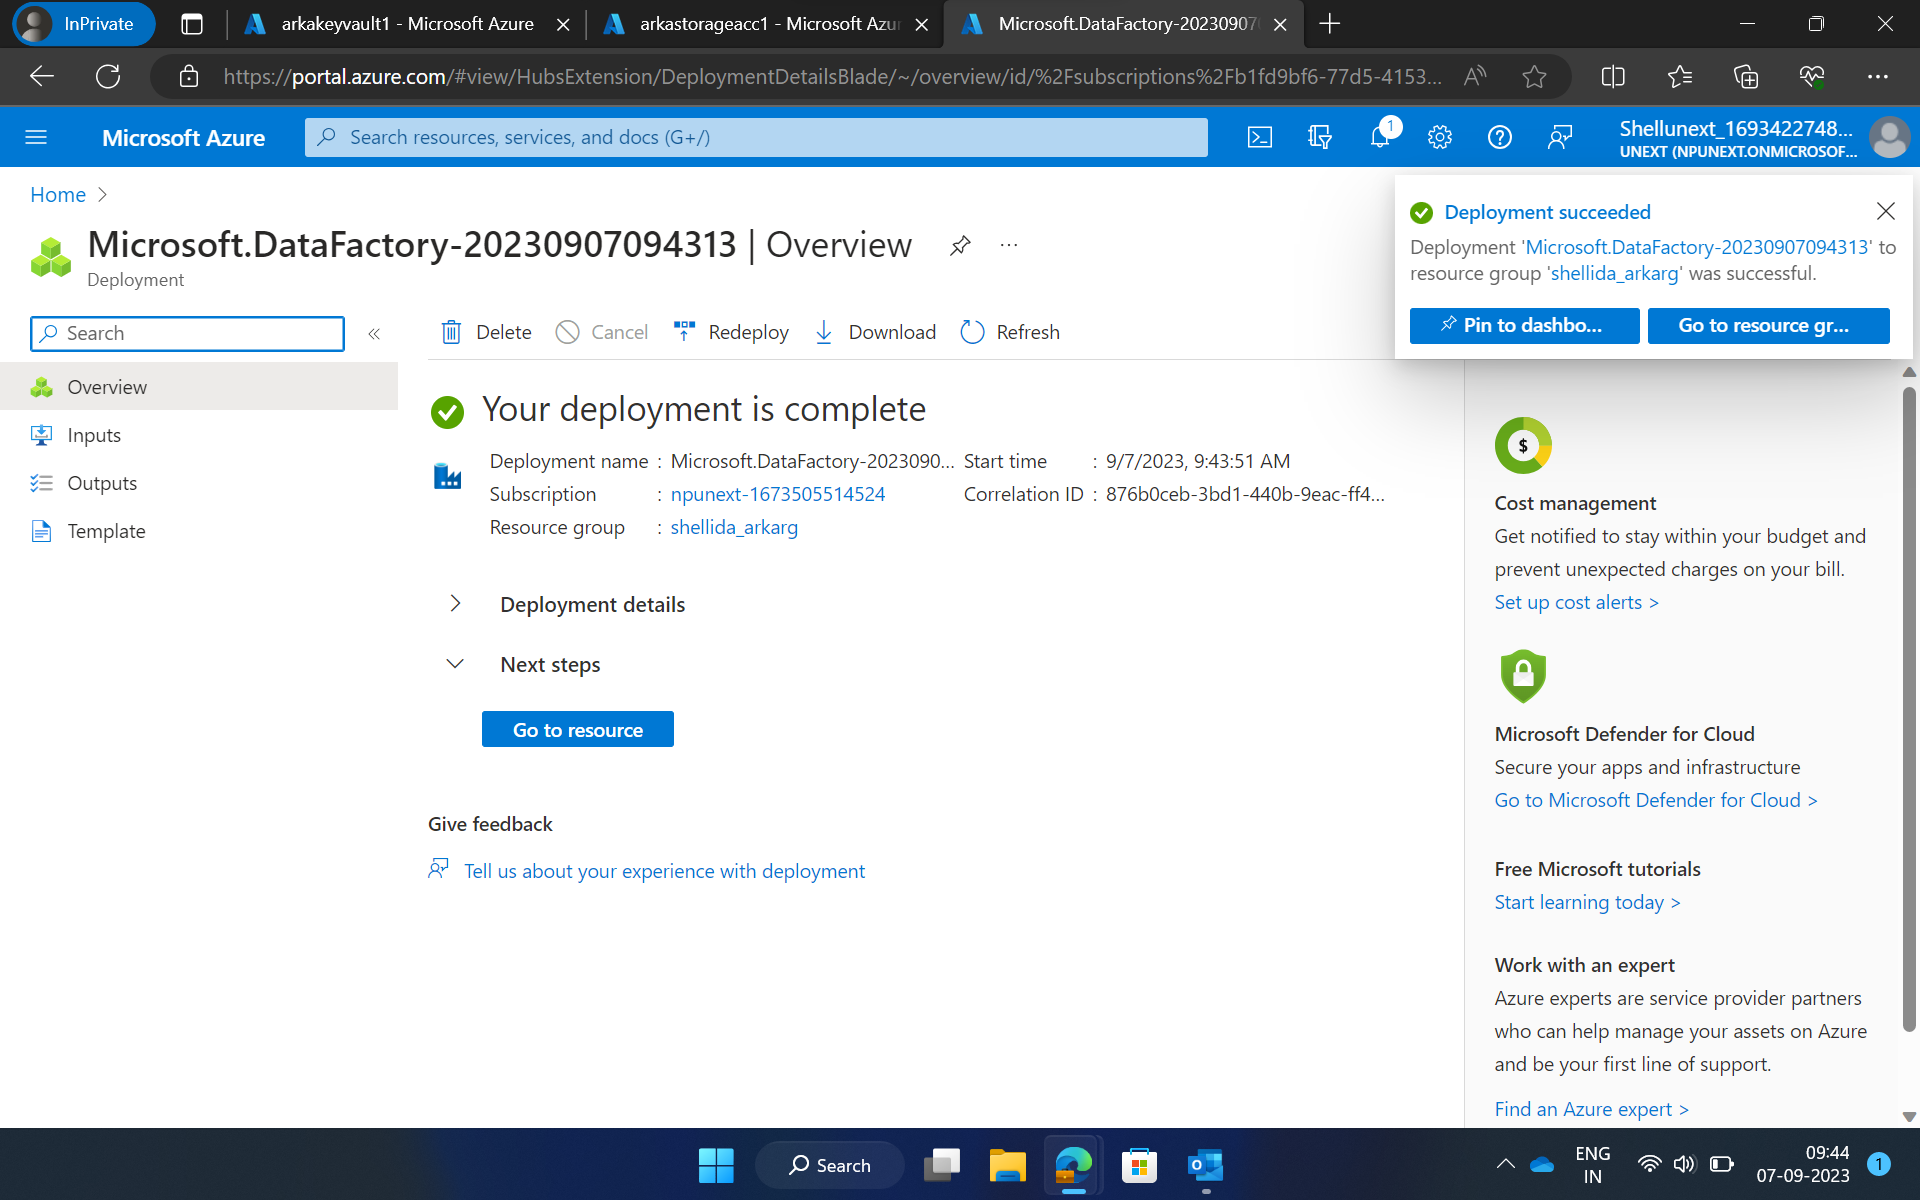 InPrivate
arkakeyvault1 - Microsoft Azure
arkastorageacc1 - Microsoft Azur
Microsoft.DataFactory-20230907
https://portal.azure.com/#view/HubsExtension/DeploymentDetailsBlade/~/overview/id/%2Fsubscriptions%2Fb1fd9bf6-77d5-4153...
Microsoft Azure
Search resources, services, and docs (G+/)
1
Shellunext_1693422748...
UNEXT (NPUNEXT.ONMICROSOF...
Home >
Microsoft.DataFactory-20230907094313 | Overview
Deployment
Deployment succeeded
Deployment 'Microsoft.DataFactory-20230907094313' to
resource group 'shellida_arkarg' was successful.
Pin to dashbo...
Go to resource gr...
Search
Delete
Cancel
Redeploy
Download
Refresh
Overview
Inputs
Outputs
Template
Your deployment is complete
Deployment name : Microsoft.DataFactory-2023090...
Start time : 9/7/2023, 9:43:51 AM
Subscription : npunext-1673505514524
Correlation ID : 876b0ceb-3bd1-440b-9eac-ff4...
Resource group : shellida_arkarg
Deployment details
Next steps
Go to resource
Give feedback
Tell us about your experience with deployment
$
Cost management
Get notified to stay within your budget and
prevent unexpected charges on your bill.
Set up cost alerts >
Microsoft Defender for Cloud
Secure your apps and infrastructure
Go to Microsoft Defender for Cloud >
Free Microsoft tutorials
Start learning today >
Work with an expert
Azure experts are service provider partners
who can help manage your assets on Azure
and be your first line of support.
Find an Azure expert >
Search
ENG
IN
09:44
07-09-2023
1